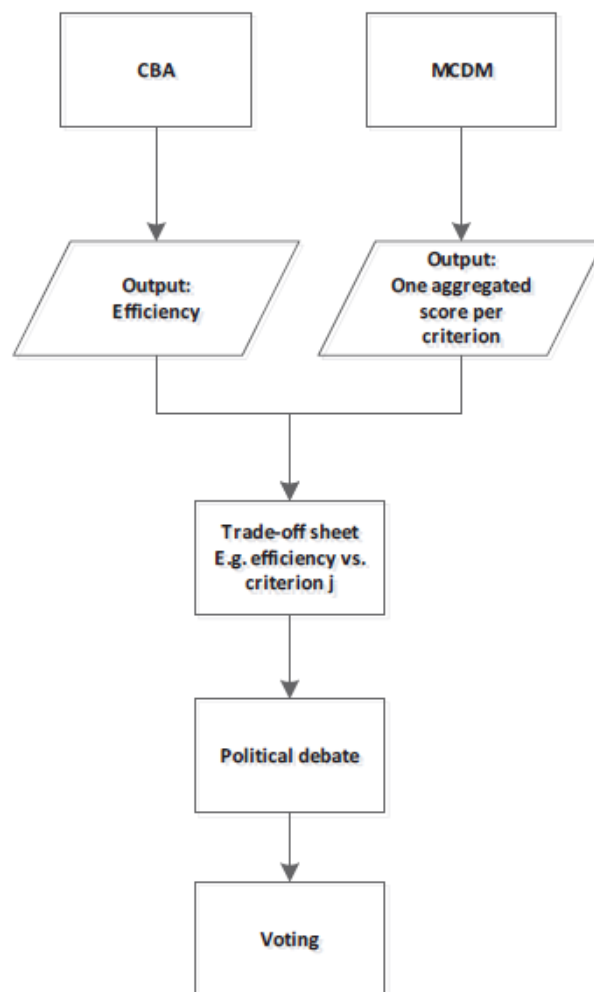 CBA
MCDM
Output:
Efficiency
Output:
One aggregated
score per
criterion
Trade-off sheet
E.g. efficiency vs.
criterion j
Political debate
Voting